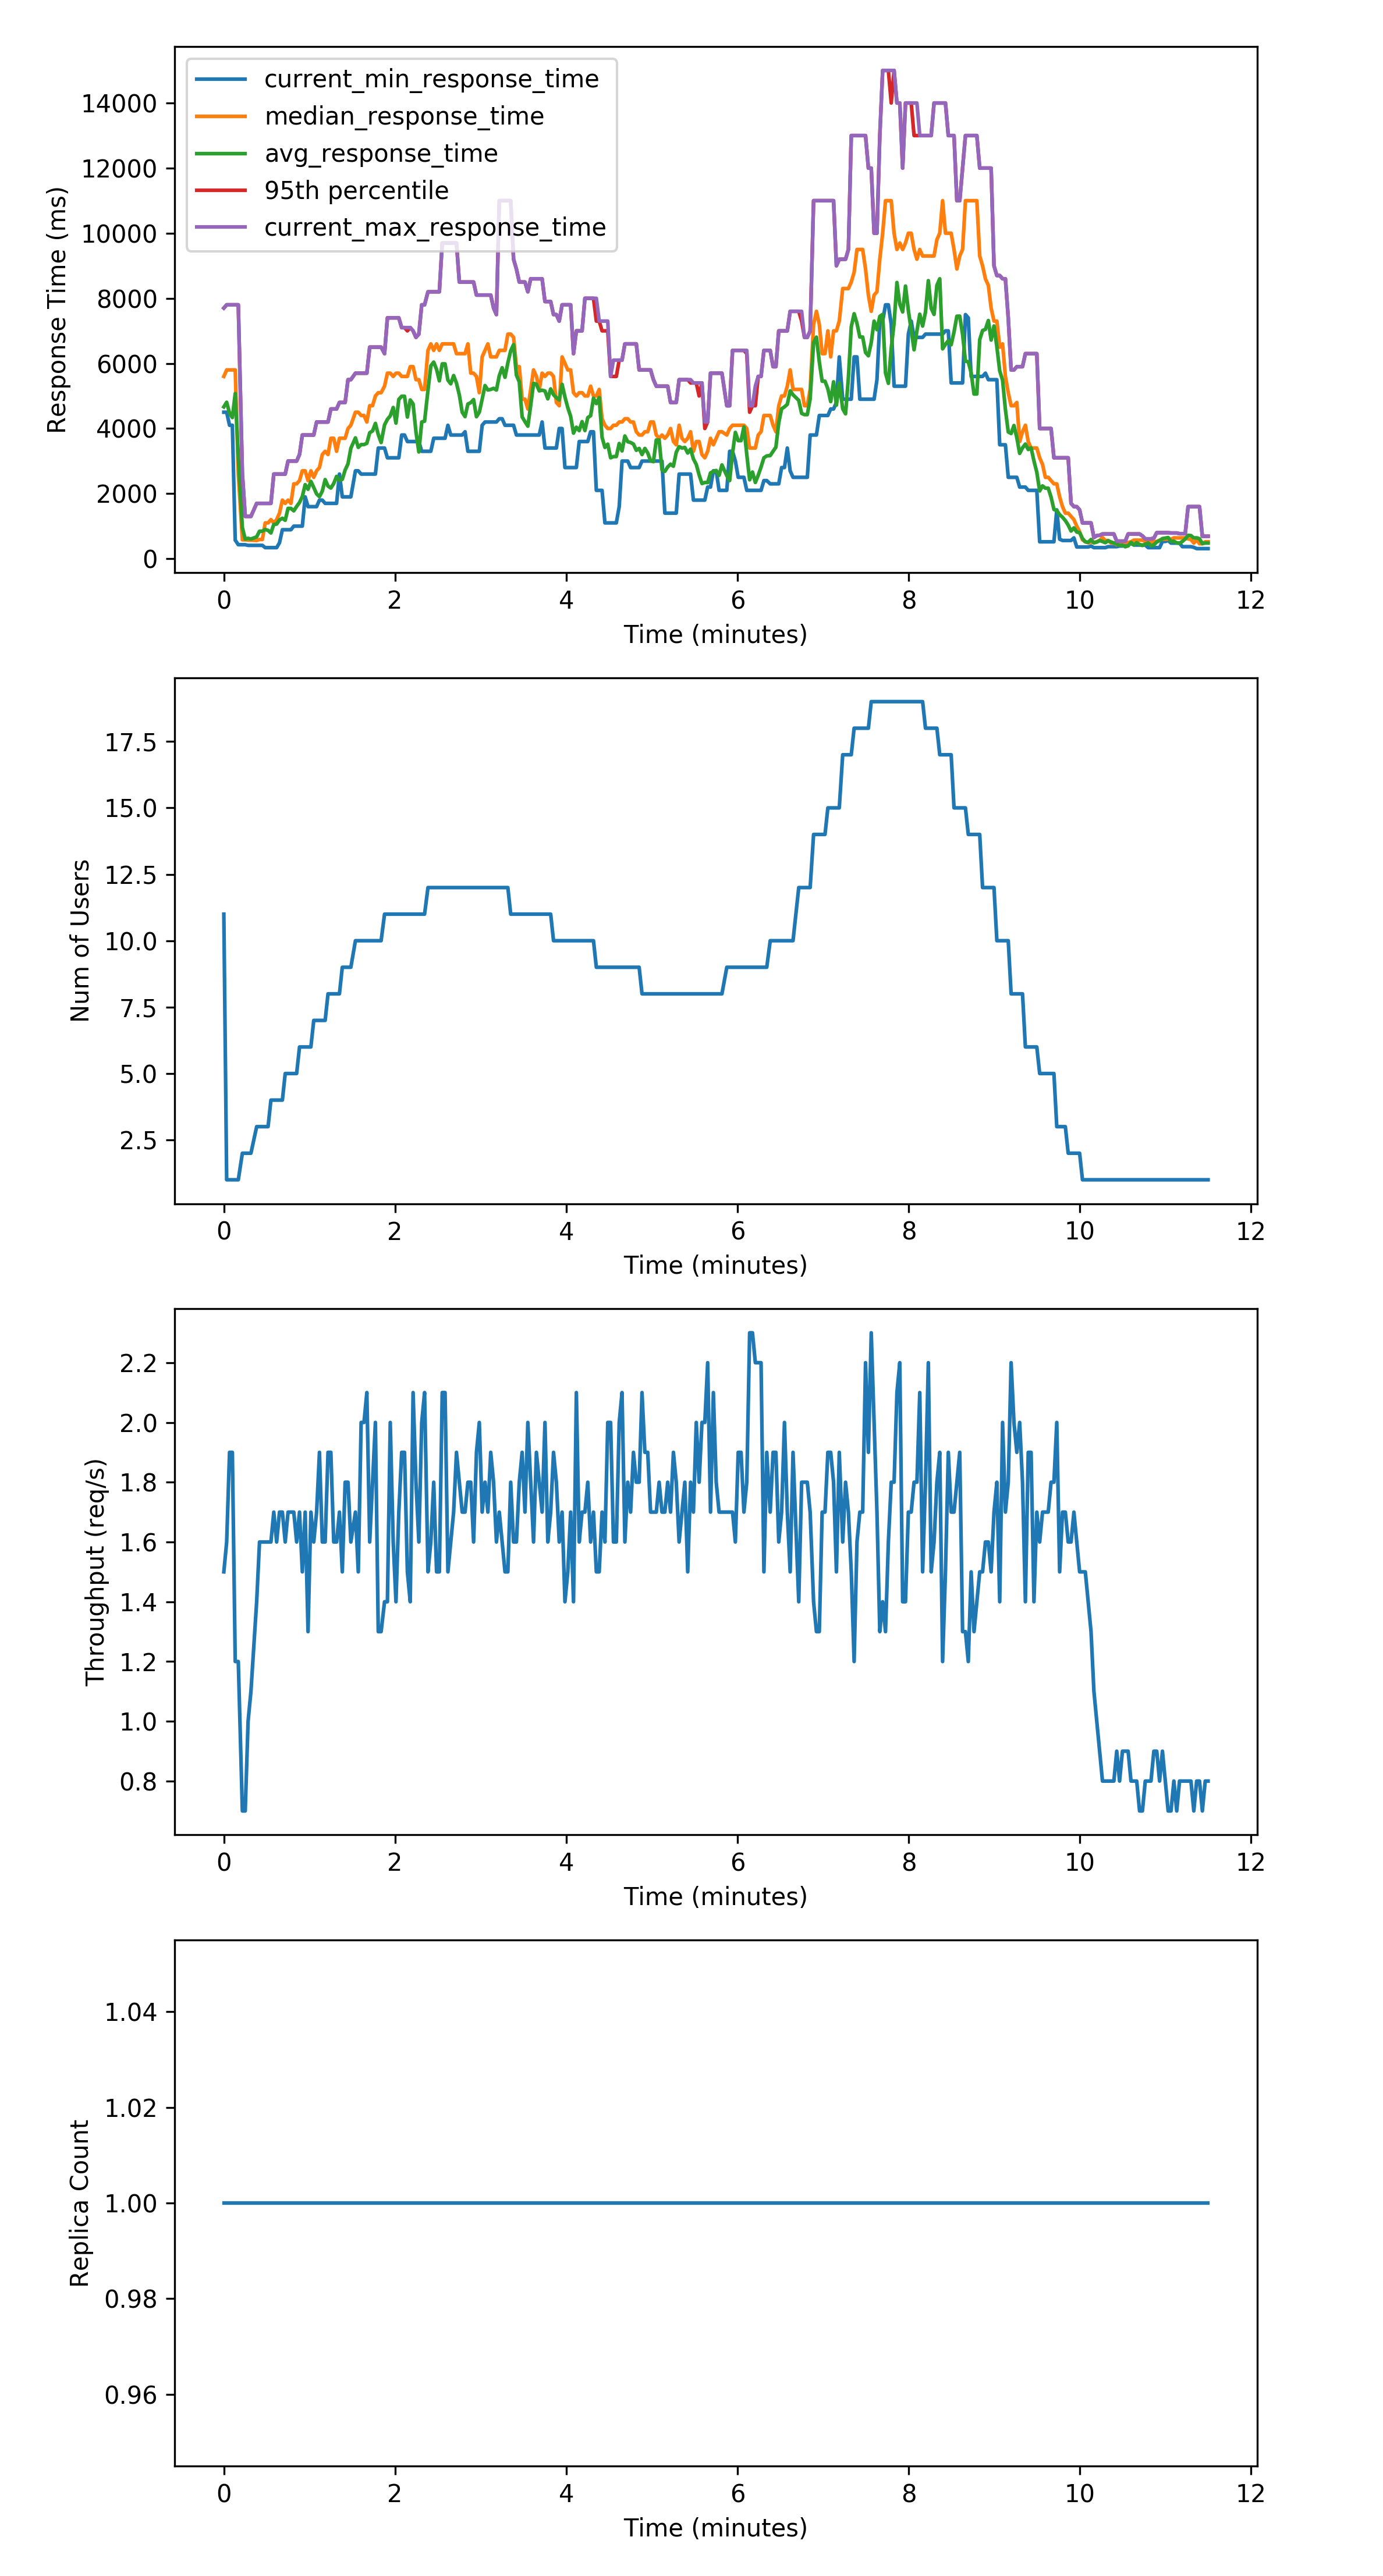 current_min_response_time
median_response_time
avg_response_time
95th percentile
current_max_response_time
Response Time (ms)
14000
12000
10000
8000
6000
4000
2000
0
0 2 4 6 8 10 12
Time (minutes)
Num of Users
17.5
15.0
12.5
10.0
7.5
5.0
2.5
0 2 4 6 8 10 12
Time (minutes)
Throughput (req/s)
2.2
2.0
1.8
1.6
1.4
1.2
1.0
0.8
0 2 4 6 8 10 12
Time (minutes)
Replica Count
1.04
1.02
1.00
0.98
0.96
0 2 4 6 8 10 12
Time (minutes)